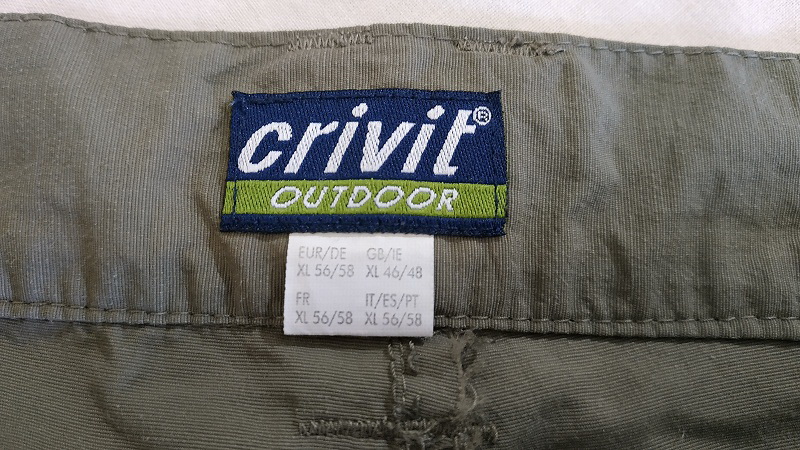 crivit®
OUTDOOR
EUR/DE GB/IE
XL 56/58 XL 46/48
FR IT/ES/PT
XL 56/58 XL 56/58